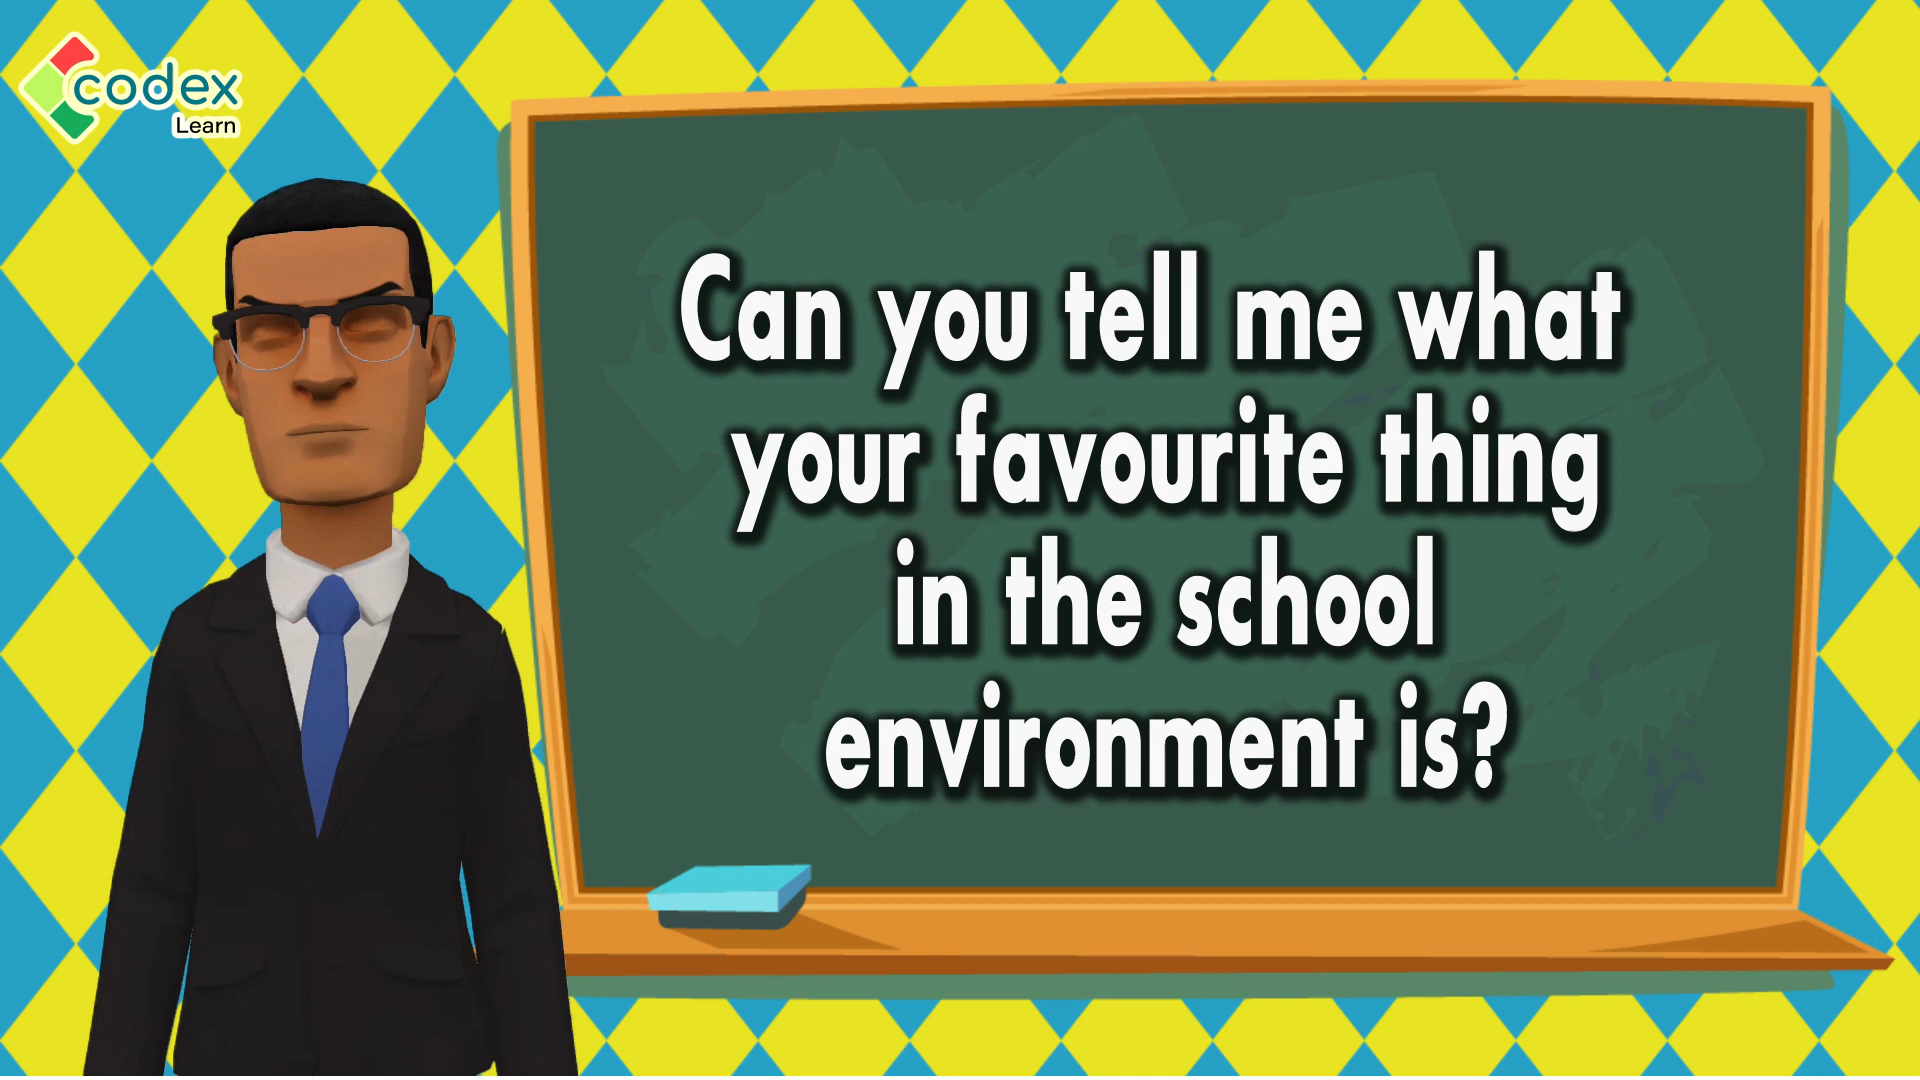 codex
Learn
Can you tell me what
your favourite thing
in the school
environment is?